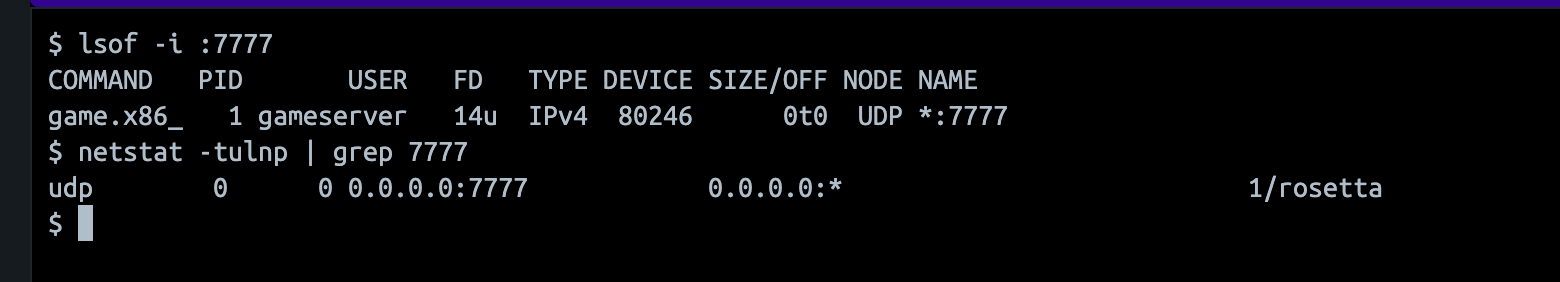 $ lsof -i :7777
COMMAND   PID       USER   FD   TYPE DEVICE SIZE/OFF NODE NAME
game.x86_   1 gameserver   14u  IPv4  80246      0t0  UDP *:7777
$ netstat -tulnp | grep 7777
udp        0      0 0.0.0.0:7777            0.0.0.0:*                           1/rosetta
$